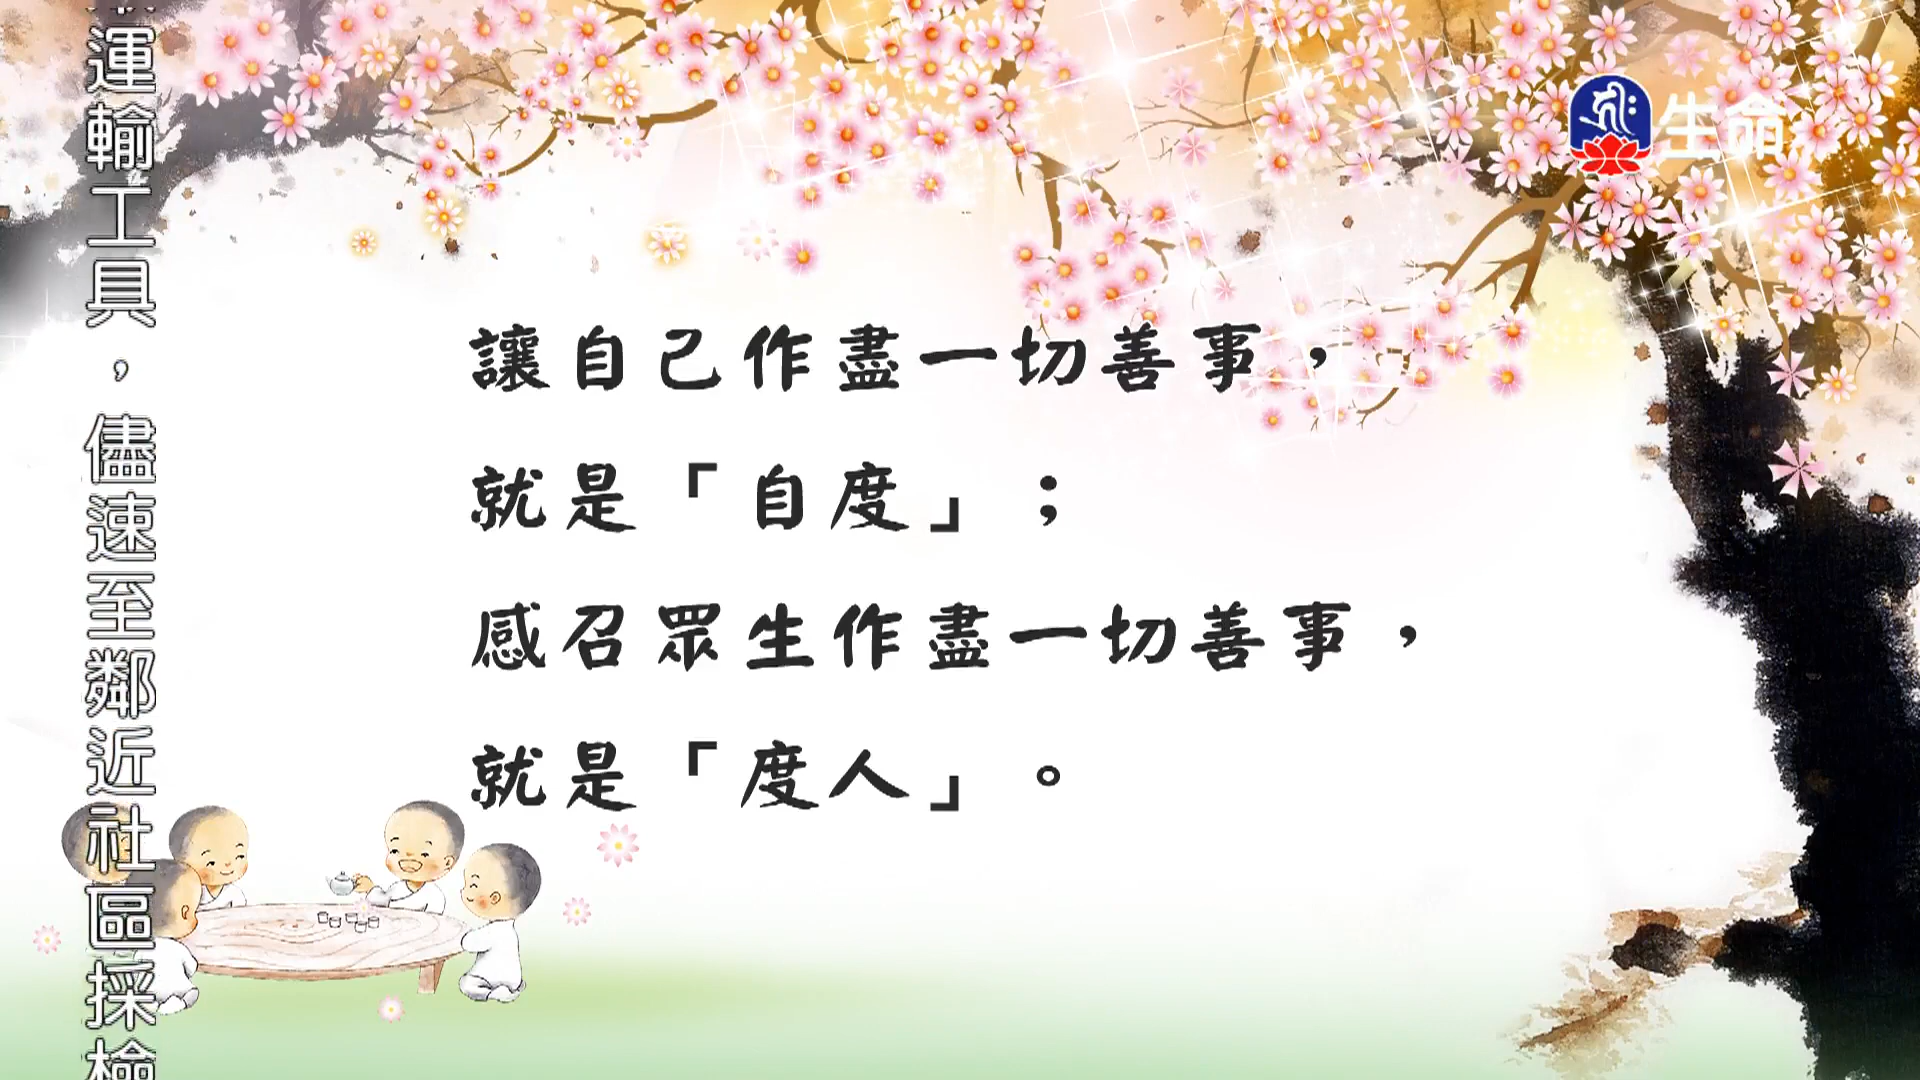 讓自己作盡一切善事，
就是「自度」；
感召眾生作盡一切善事，
就是「度人」。
運輸工具，儘速至鄰近社區採檢
生命